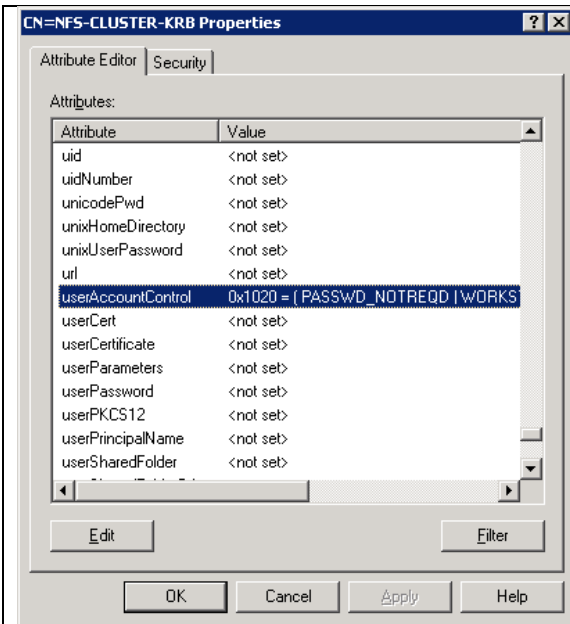 CN=NFS-CLUSTER-KRB Properties
Attribute Editor Security
Attributes:
Attribute Value
uid <not set>
uidNumber <not set>
unicodePwd <not set>
unixHomeDirectory <not set>
unixUserPassword <not set>
url <not set>
userAccountControl 0x1020 = ( PASSWD_NOTREQD | WORKS
userCert <not set>
userCertificate <not set>
userParameters <not set>
userPassword <not set>
userPKCS12 <not set>
userPrincipalName <not set>
userSharedFolder <not set>
Edit Filter
OK Cancel Apply Help